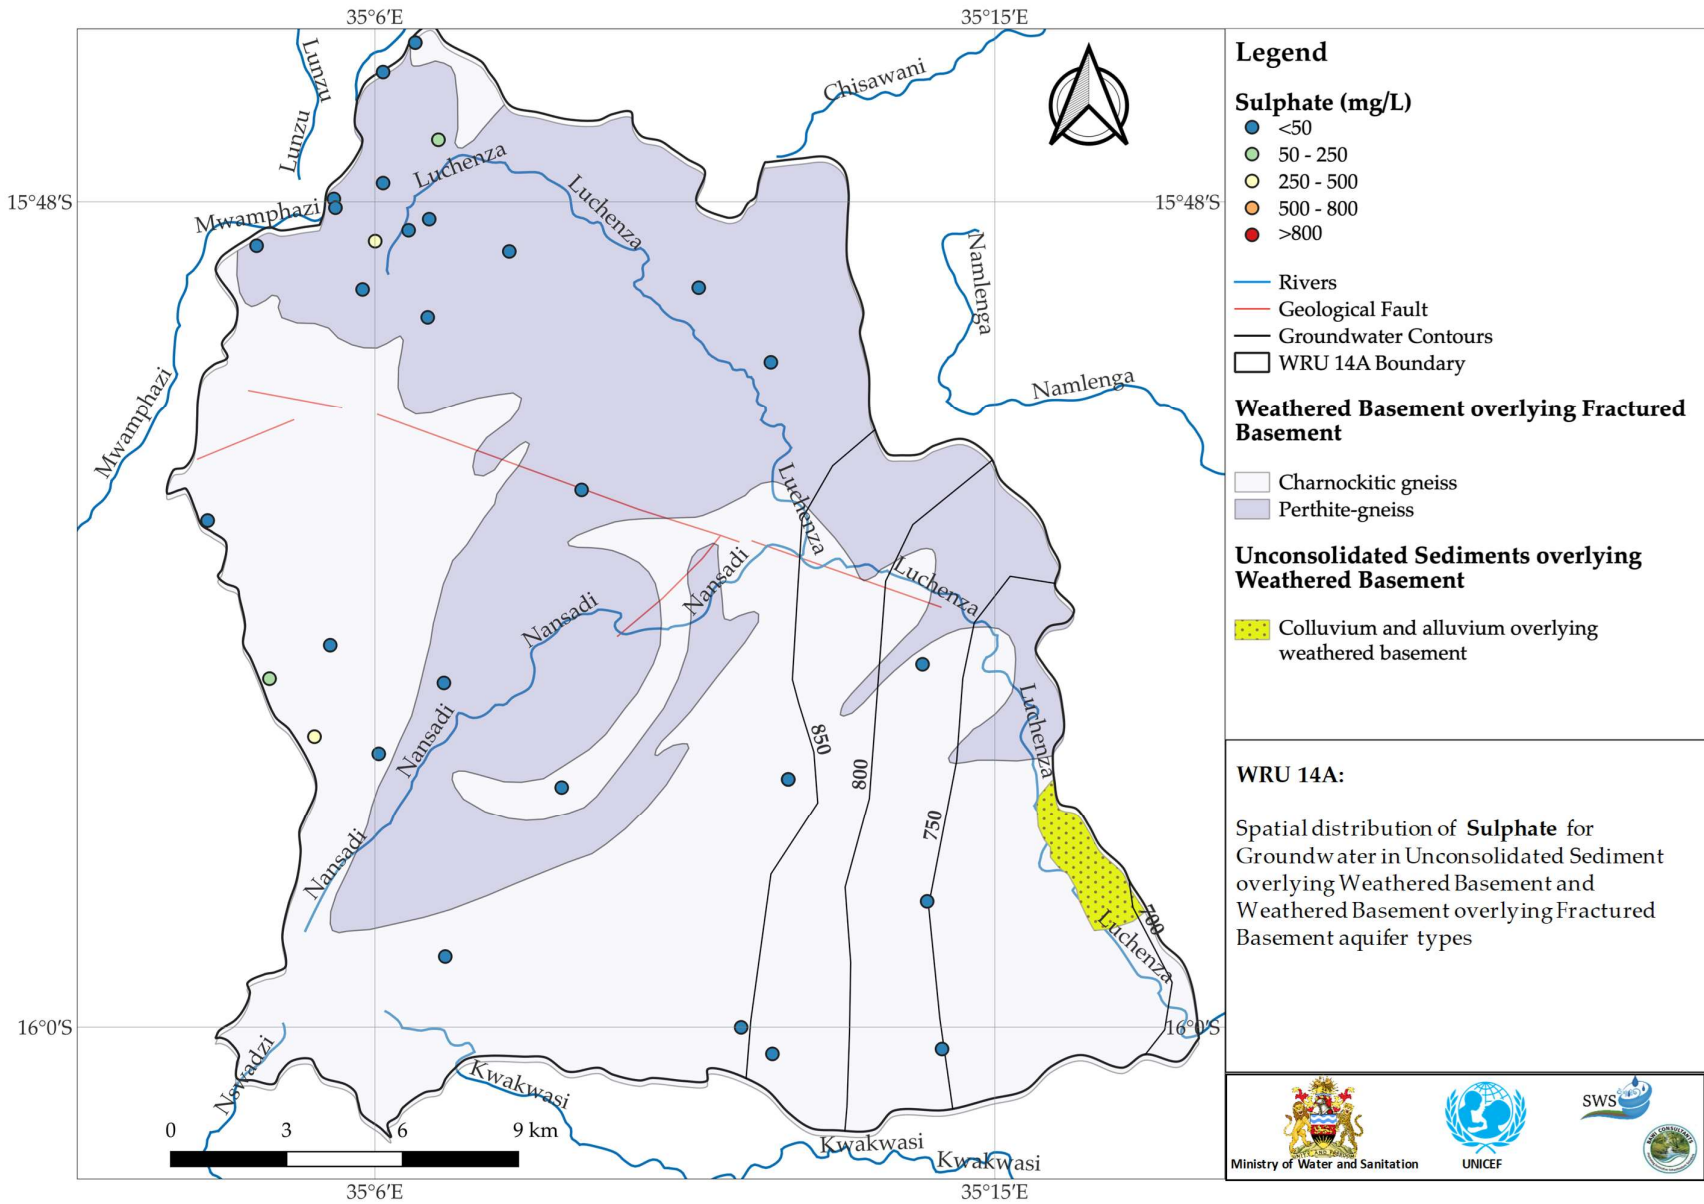 35°6'E
35°15'E
Lunzu
Lunzu
Chisawani
Luchenza
Luchenza
15°48'S
15°48'S
Mwamphazi
Namlenga
Namlenga
Mwamphazi
Luchenza
Luchenza
Nansadi
Nansadi
Luchenza
Nansadi
850
800
750
Nansadi
700
Luchenza
16°0'S
16°0'S
Nswadzi
Kwakwasi
Kwakwasi
Kwakwasi
0 3 6 9 km
35°6'E
35°15'E
Legend
Sulphate (mg/L)
<50
50 - 250
250 - 500
500 - 800
>800
Rivers
Geological Fault
Groundwater Contours
WRU 14A Boundary
Weathered Basement overlying Fractured
Basement
Charnockitic gneiss
Perthite-gneiss
Unconsolidated Sediments overlying
Weathered Basement
Colluvium and alluvium overlying
weathered basement
WRU 14A:
Spatial distribution of Sulphate for
Groundwater in Unconsolidated Sediment
overlying Weathered Basement and
Weathered Basement overlying Fractured
Basement aquifer types
UNITY AND FREEDOM
Ministry of Water and Sanitation
UNICEF
SWS
CONSULTANTS